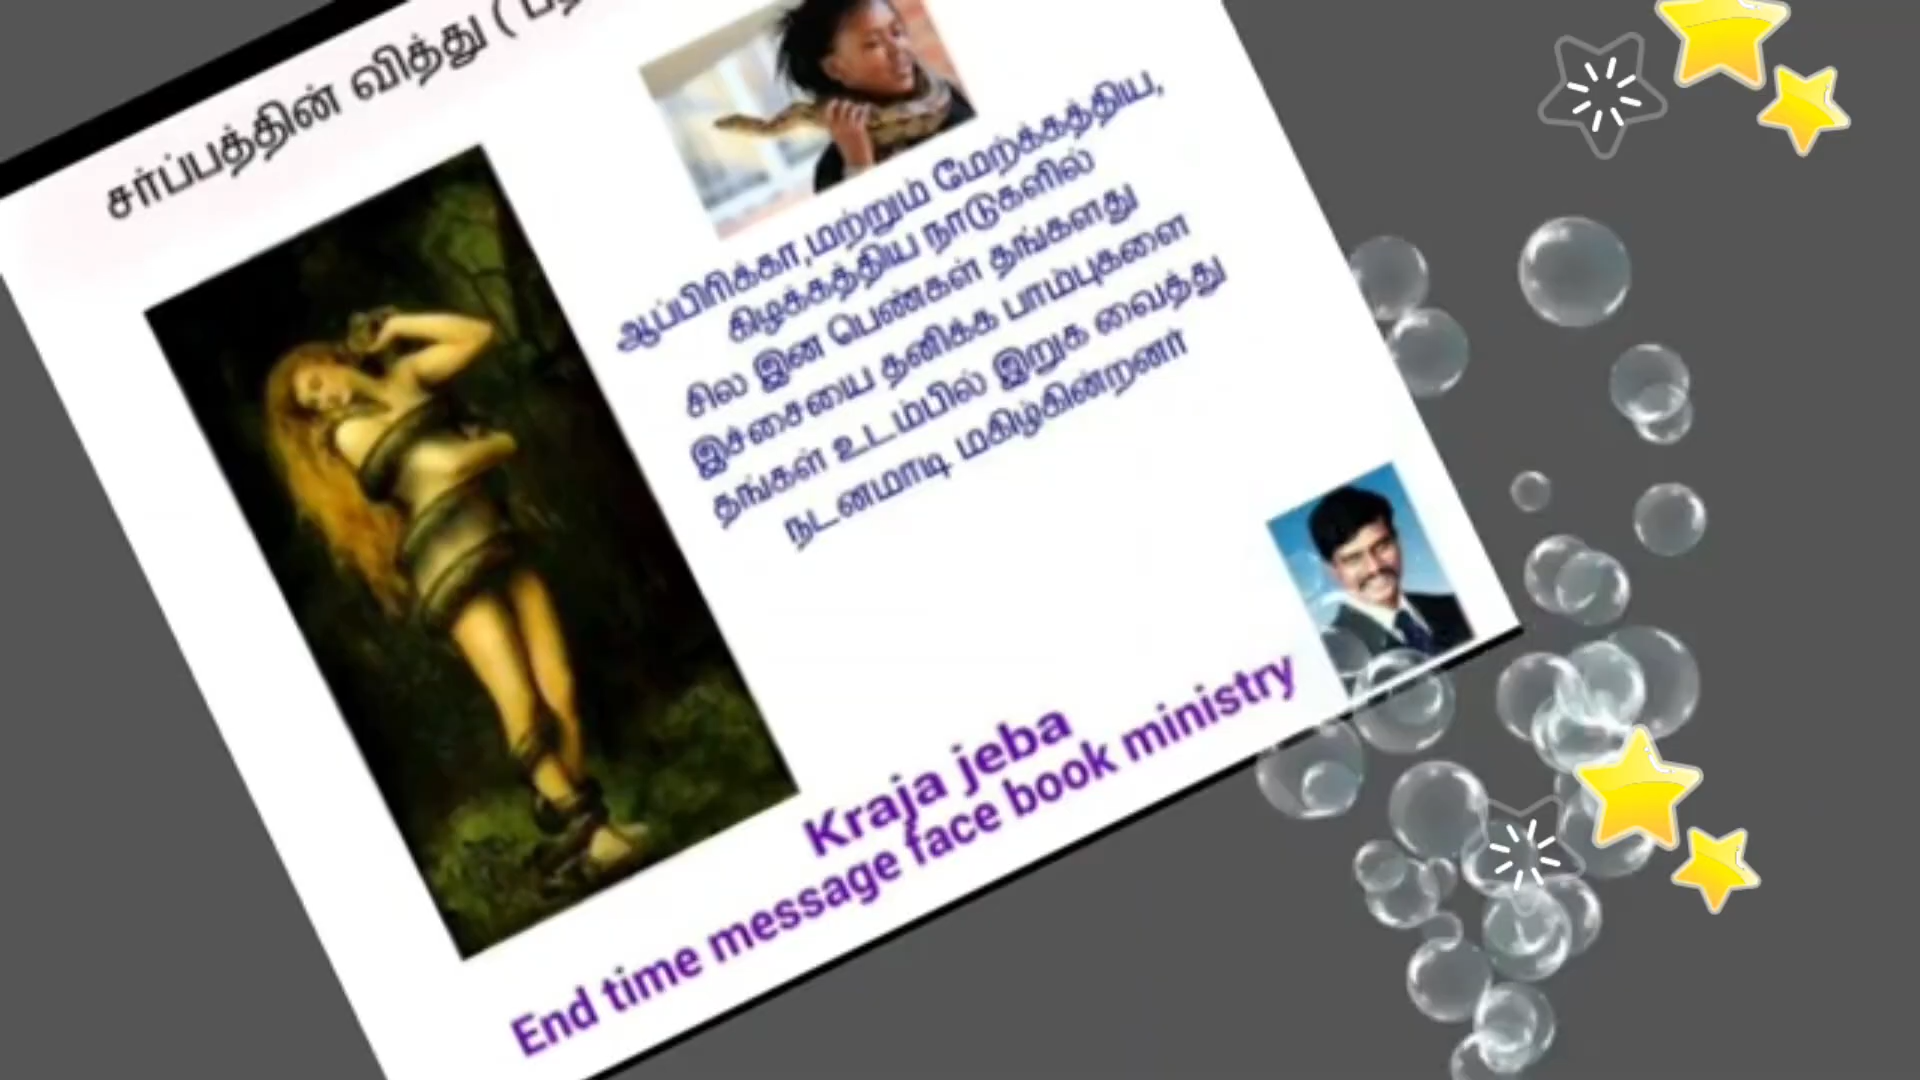 சர்ப்பத்தின் வித்து (
ஆப்பிரிக்கா,மற்றும் மேற்க்கத்திய,
கிழக்கத்திய நாடுகளில்
சில இன பெண்கள் தங்களது
இச்சையை தனிக்க பாம்புகளை
தங்கள் உடம்பில் இறுக வைத்து
நடனமாடி மகிழ்கின்றனர்
Kraja jeba
End time message face book ministry